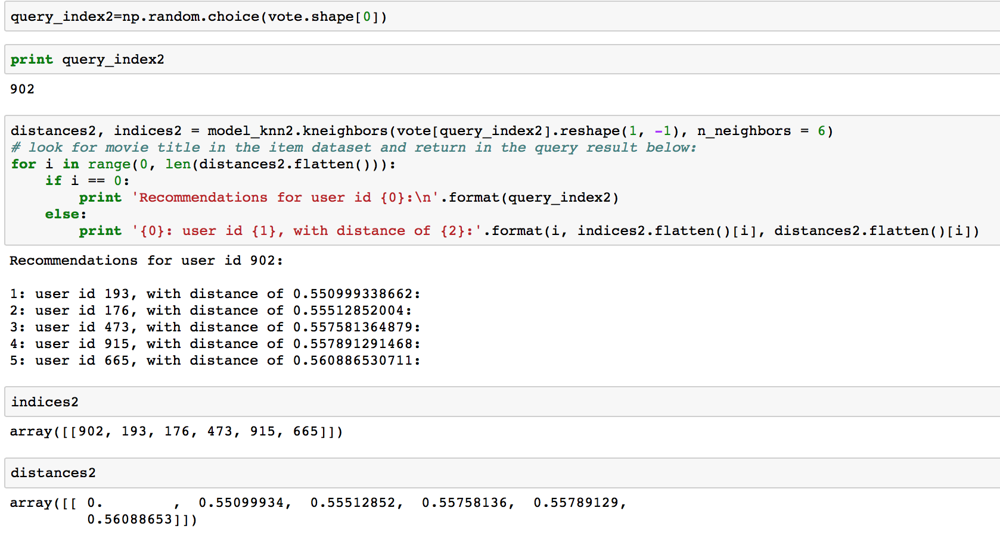 query_index2=np.random.choice(vote.shape[0])
print query_index2
902
distances2, indices2 = model_knn2.kneighbors(vote[query_index2].reshape(1, -1), n_neighbors = 6)
# look for movie title in the item dataset and return in the query result below:
for i in range(0, len(distances2.flatten())):
    if i == 0:
        print 'Recommendations for user id {0}:\n'.format(query_index2)
    else:
        print '{0}: user id {1}, with distance of {2}:'.format(i, indices2.flatten()[i], distances2.flatten()[i])
Recommendations for user id 902:
1: user id 193, with distance of 0.550999338662:
2: user id 176, with distance of 0.55512852004:
3: user id 473, with distance of 0.557581364879:
4: user id 915, with distance of 0.557891291468:
5: user id 665, with distance of 0.560886530711:
indices2
array([[902, 193, 176, 473, 915, 665]])
distances2
array([[ 0.        ,  0.55099934,  0.55512852,  0.55758136,  0.55789129,
         0.56088653]])